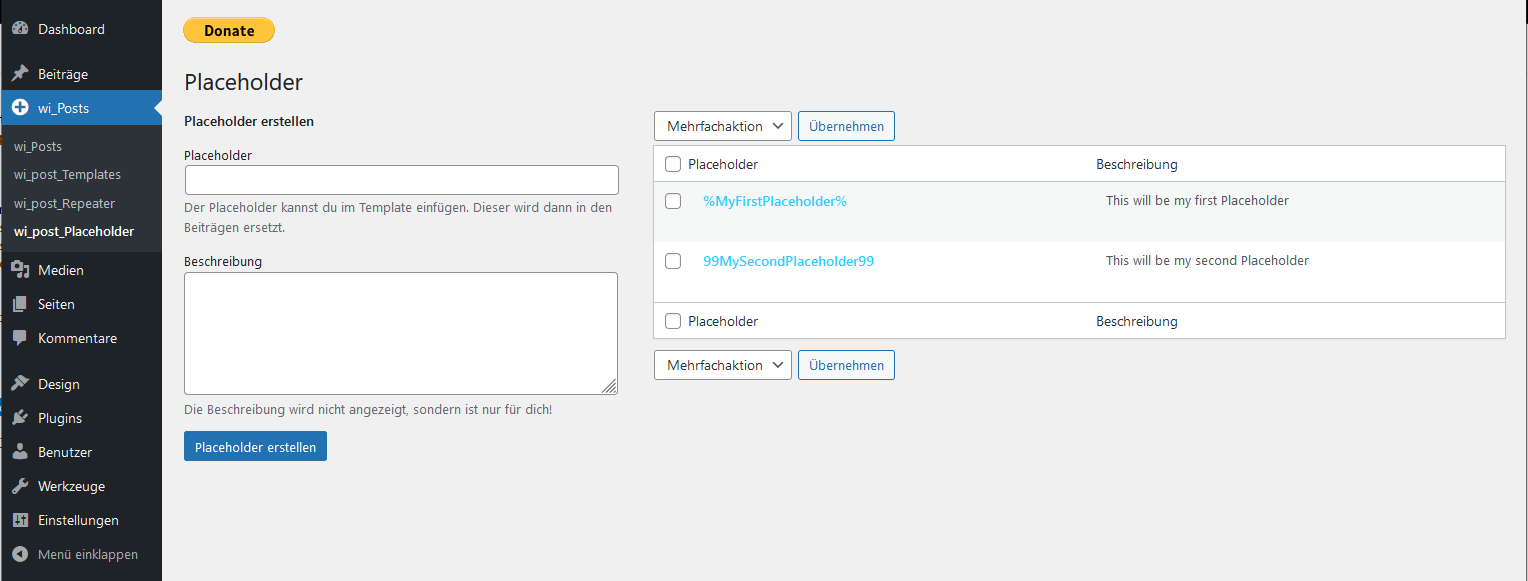 Dashboard
Beiträge
wi_Posts
wi_Posts
wi_post_Templates
wi_post_Repeater
wi_post_Placeholder
Medien
Seiten
Kommentare
Design
Plugins
Benutzer
Werkzeuge
Einstellungen
Menü einklappen
Donate
Placeholder
Placeholder erstellen
Placeholder
Der Placeholder kannst du im Template einfügen. Dieser wird dann in den
Beiträgen ersetzt.
Beschreibung
Die Beschreibung wird nicht angezeigt, sondern ist nur für dich!
Placeholder erstellen
Mehrfachaktion Übernehmen
Placeholder Beschreibung
%MyFirstPlaceholder% This will be my first Placeholder
99MySecondPlaceholder99 This will be my second Placeholder
Placeholder Beschreibung
Mehrfachaktion Übernehmen